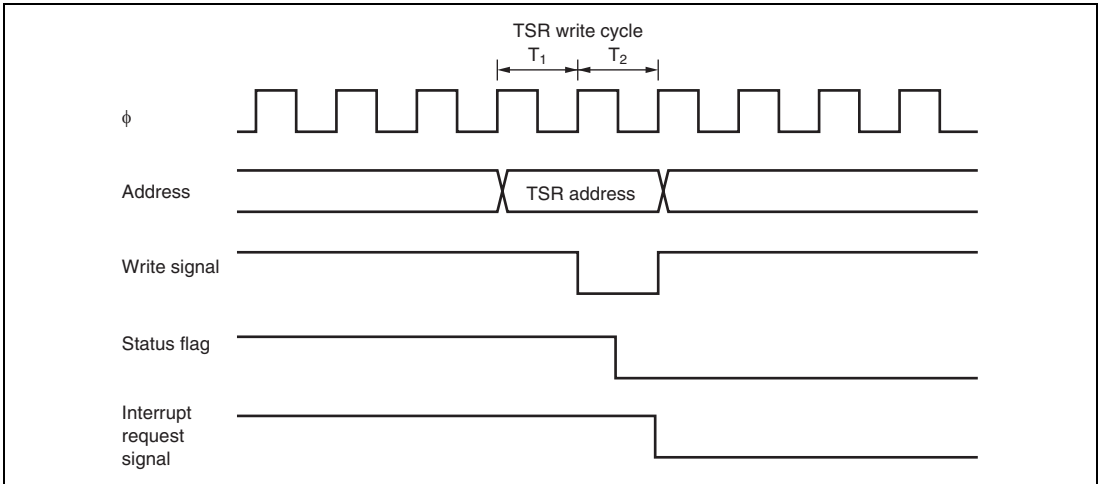 TSR write cycle
T₁ T₂
ϕ
Address
TSR address
Write signal
Status flag
Interrupt
request
signal